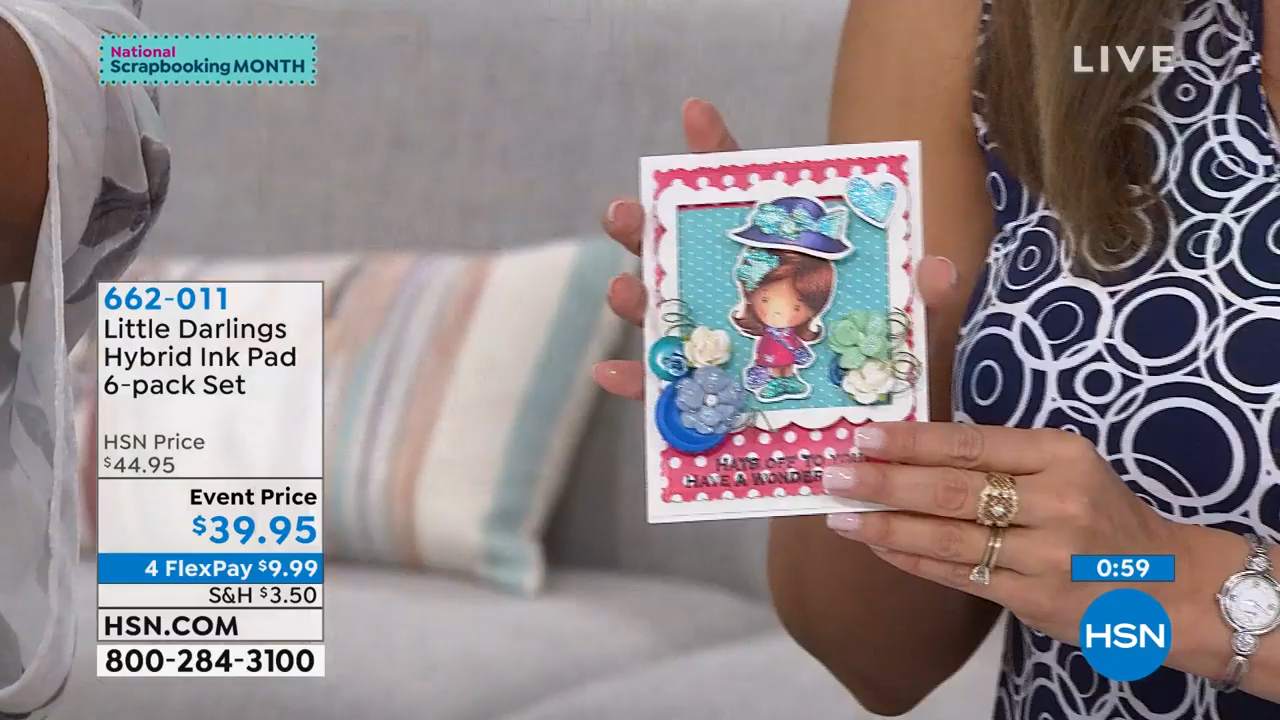 National
Scrapbooking MONTH
LIVE
662-011
Little Darlings
Hybrid Ink Pad
6-pack Set
HSN Price
$44.95
Event Price
$39.95
4 FlexPay $9.99
S&H $3.50
HSN.COM
800-284-3100
HATS OFF TO
HAVE A
0:59
HSN